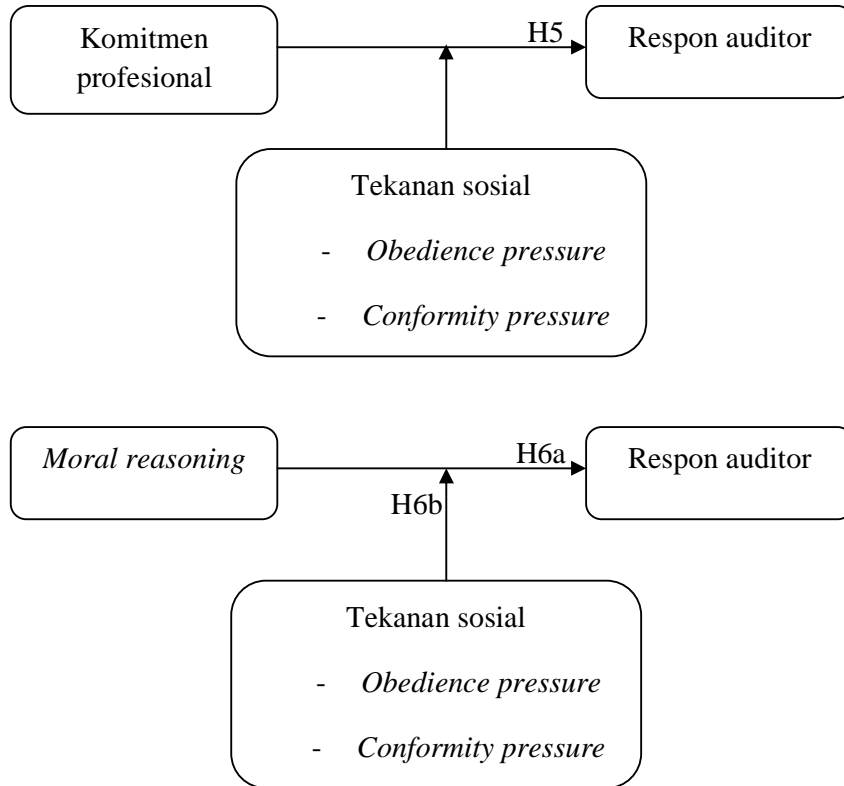 Komitmen
profesional
H5
Respon auditor
Tekanan sosial
- Obedience pressure
- Conformity pressure
Moral reasoning
H6a
Respon auditor
H6b
Tekanan sosial
- Obedience pressure
- Conformity pressure